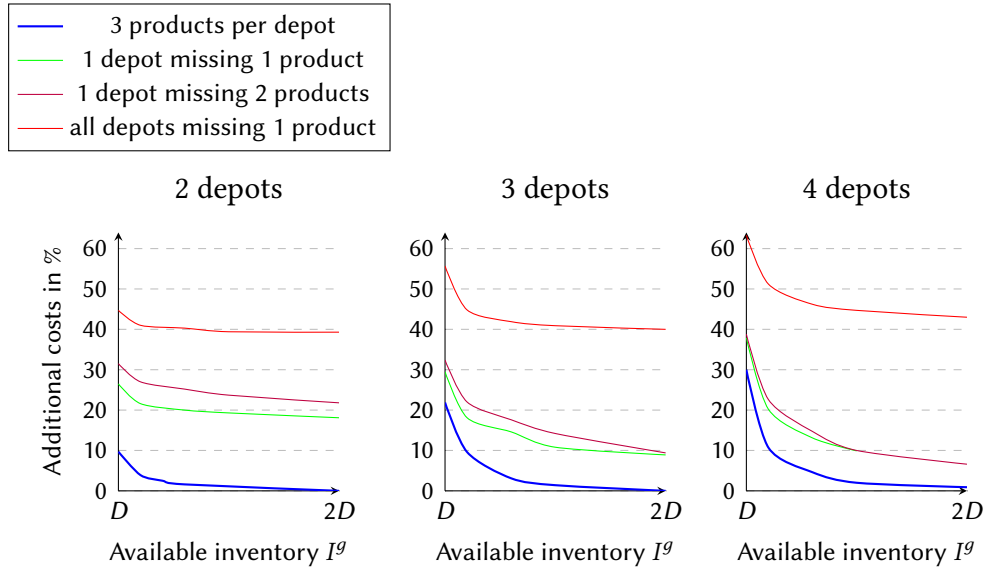 3 products per depot
1 depot missing 1 product
1 depot missing 2 products
all depots missing 1 product
2 depots
3 depots
4 depots
Additional costs in %
60
50
40
30
20
10
0
D
2D
Available inventory I^g
60
50
40
30
20
10
0
D
2D
Available inventory I^g
60
50
40
30
20
10
0
D
2D
Available inventory I^g